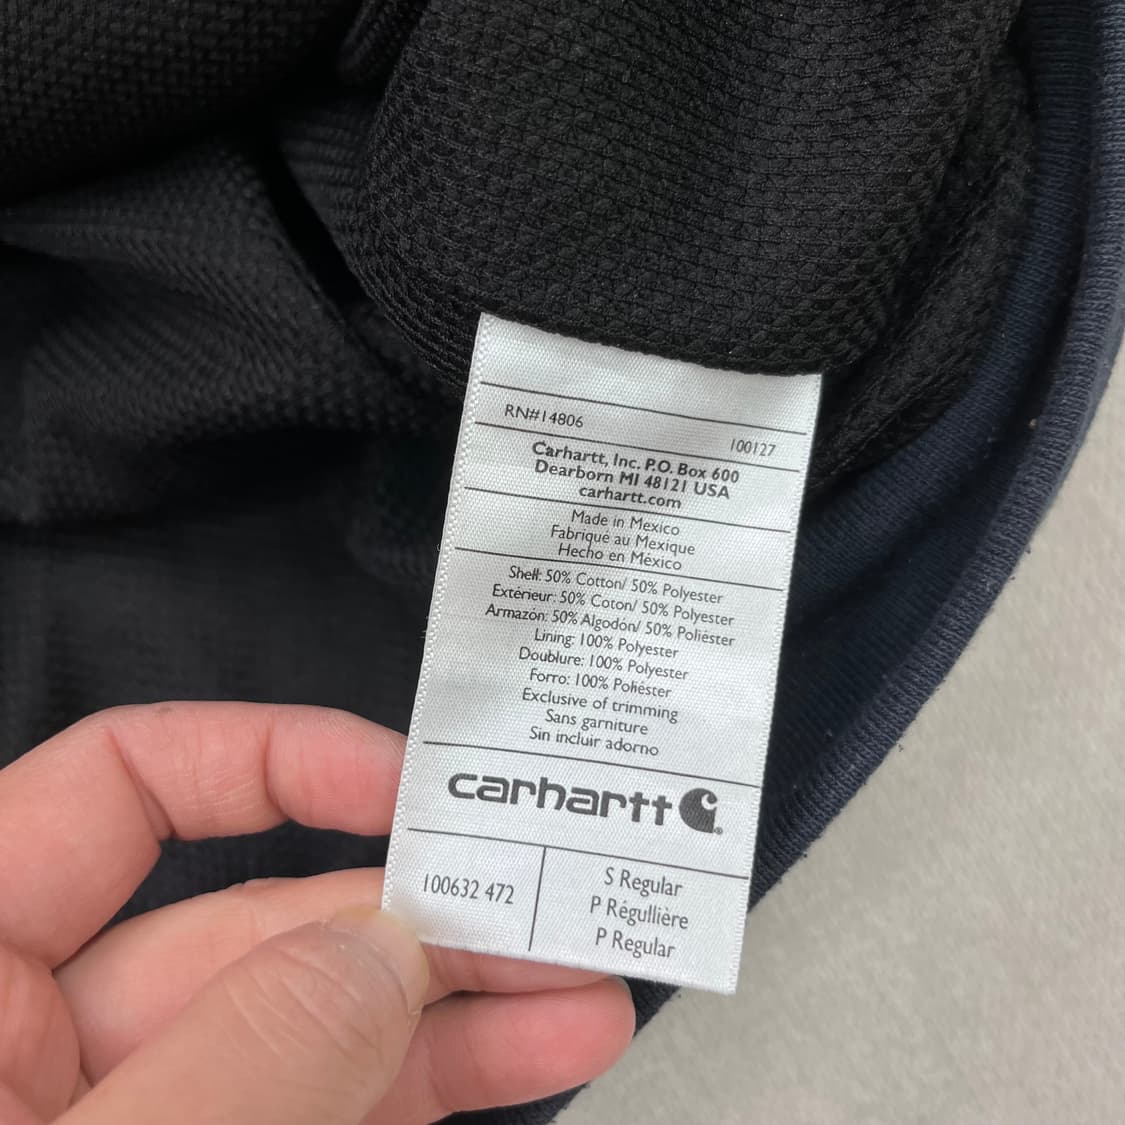 RN#14806
100127
Carhartt, Inc. P.O. Box 600
Dearborn MI 48121 USA
carhartt.com
Made in Mexico
Fabriqué au Mexique
Hecho en México
Shell: 50% Cotton/ 50% Polyester
Extérieur: 50% Coton/ 50% Polyester
Armazón: 50% Algodón/ 50% Poliéster
Lining: 100% Polyester
Doublure: 100% Polyester
Forro: 100% Poliéster
Exclusive of trimming
Sans garniture
Sin incluir adorno
carhartt
100632 472
S Regular
P Régullière
P Regular